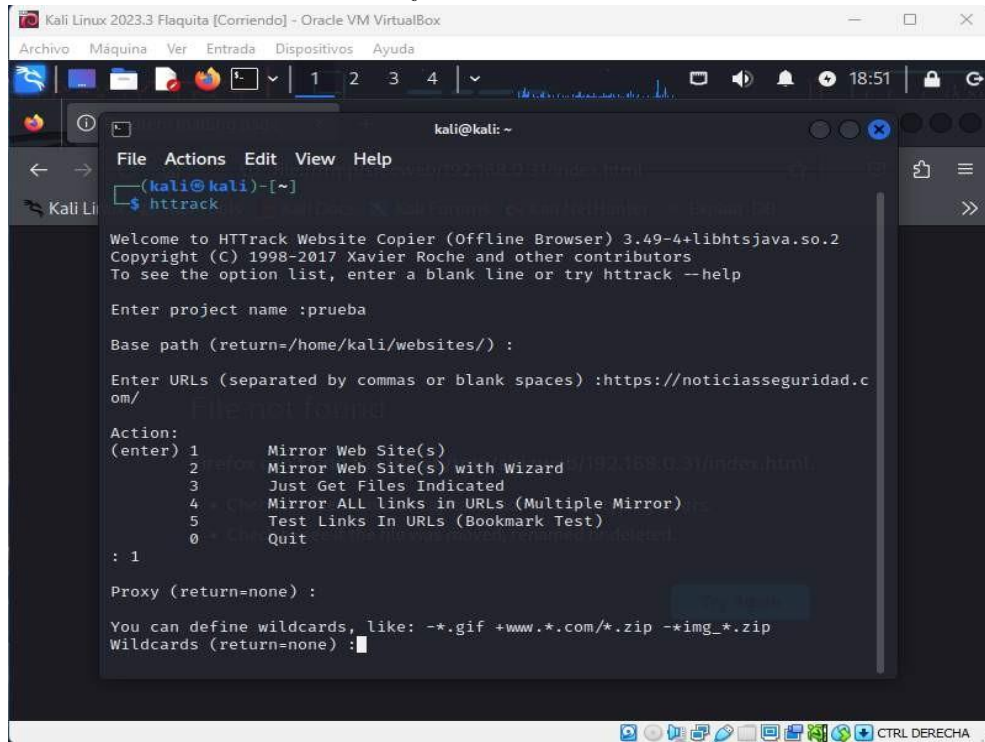 Kali Linux 2023.3 Flaquita [Corriendo] - Oracle VM VirtualBox
Archivo Máquina Ver Entrada Dispositivos Ayuda
1 2 3 4 18:51
kali@kali: ~
File Actions Edit View Help
Kali Li
(kali㉿kali)-[~]
$ httrack
Welcome to HTTrack Website Copier (Offline Browser) 3.49-4+libhtsjava.so.2
Copyright (C) 1998-2017 Xavier Roche and other contributors
To see the option list, enter a blank line or try httrack --help
Enter project name :prueba
Base path (return=/home/kali/websites/) :
Enter URLs (separated by commas or blank spaces) :https://noticiasseguridad.c
om/
File not found
Action:
(enter) 1 Mirror Web Site(s)
2 Mirror Web Site(s) with Wizard
3 Just Get Files Indicated
4 Mirror ALL links in URLs (Multiple Mirror)
5 Test Links In URLs (Bookmark Test)
0 Quit
: 1
Proxy (return=none) :
You can define wildcards, like: -*.gif +www.*.com/*.zip -*img_*.zip
Wildcards (return=none) :
CTRL DERECHA